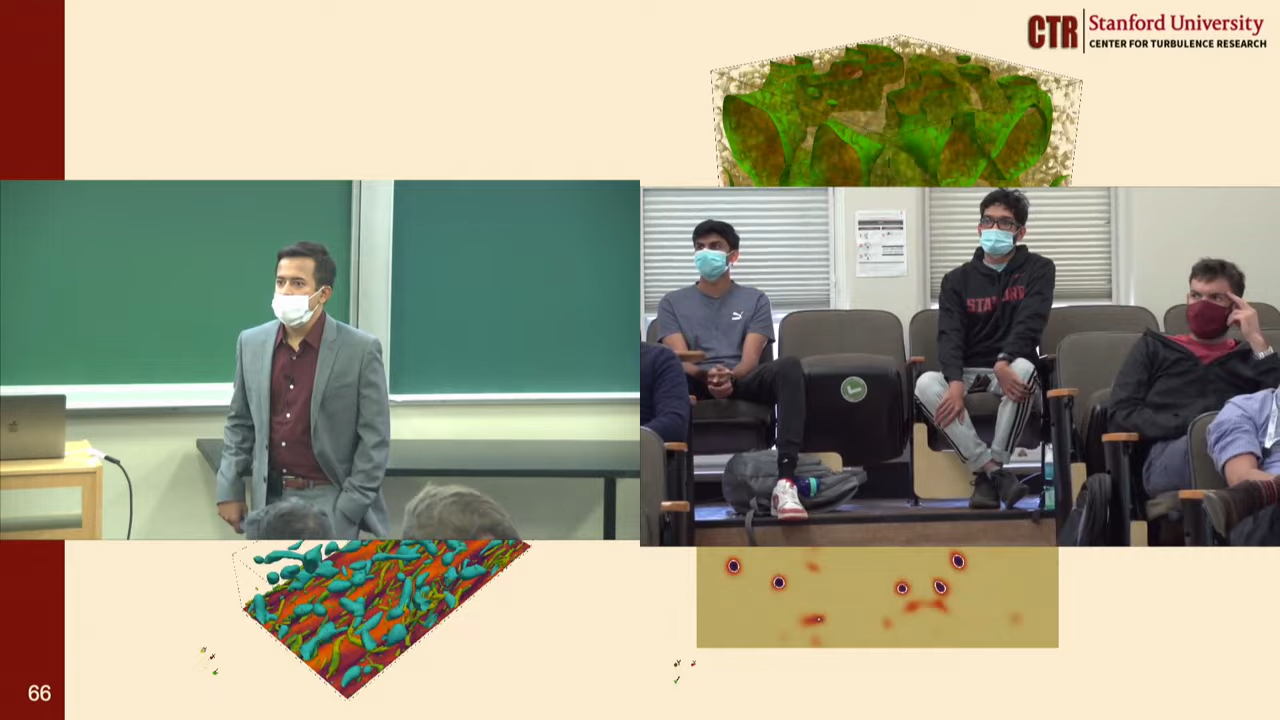 CTR
Stanford University
CENTER FOR TURBULENCE RESEARCH
STANFORD
66